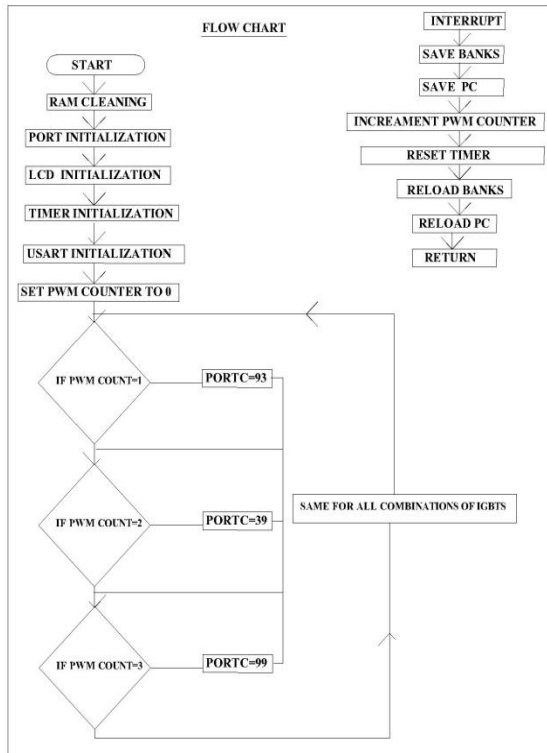 FLOW CHART
START
RAM CLEANING
PORT INITIALIZATION
LCD INITIALIZATION
TIMER INITIALIZATION
USART INITIALIZATION
SET PWM COUNTER TO 0
IF PWM COUNT=1
PORTC=93
IF PWM COUNT=2
PORTC=39
IF PWM COUNT=3
PORTC=99
SAME FOR ALL COMBINATIONS OF IGBTS
INTERRUPT
SAVE BANKS
SAVE PC
INCREAMENT PWM COUNTER
RESET TIMER
RELOAD BANKS
RELOAD PC
RETURN